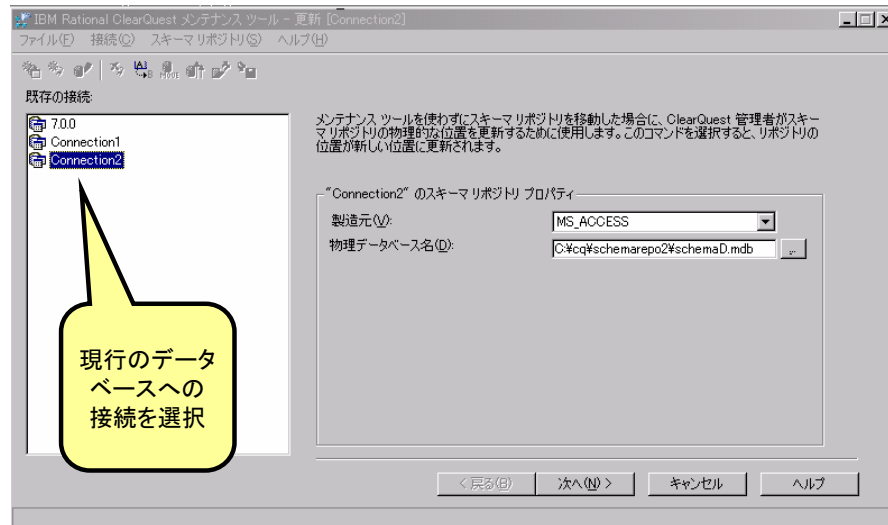 IBM Rational ClearQuest メンテナンス ツール - 更新 [Connection2]
ファイル(F) 接続(C) スキーマ リポジトリ(S) ヘルプ(H)
既存の接続:
7.0.0
Connection1
Connection2
メンテナンス ツールを使わずにスキーマ リポジトリを移動した場合に、ClearQuest 管理者がスキー
マ リポジトリの物理的な位置を更新するために使用します。このコマンドを選択すると、リポジトリの
位置が新しい位置に更新されます。
"Connection2" のスキーマ リポジトリ プロパティ
製造元(V):
MS_ACCESS
物理データベース名(D):
C:¥cq¥schemarepo2¥schemaD.mdb
...
現行のデータ
ベースへの
接続を選択
< 戻る(B) 次へ(N) > キャンセル ヘルプ